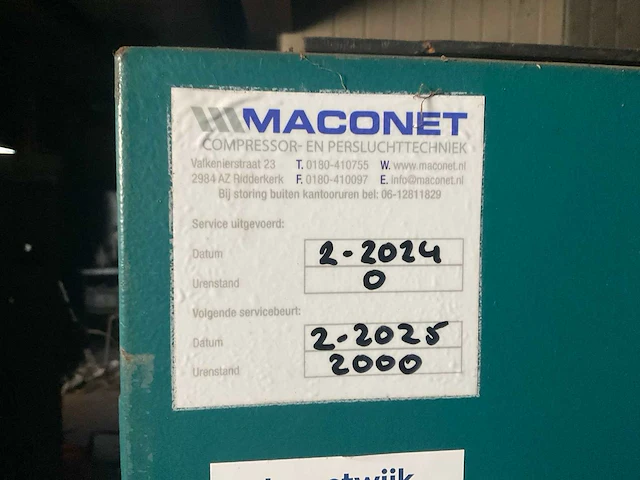 MACONET
COMPRESSOR- EN PERSLUCHTTECHNIEK
Valkenierstraat 23 T. 0180-410755 W. www.maconet.nl
2984 AZ Ridderkerk F. 0180-410097 E. info@maconet.nl
Bij storing buiten kantooruren bel: 06-12811829
Service uitgevoerd:
Datum 2-2024
Urenstand 0
Volgende servicebeurt:
Datum 2-2025
Urenstand 2000